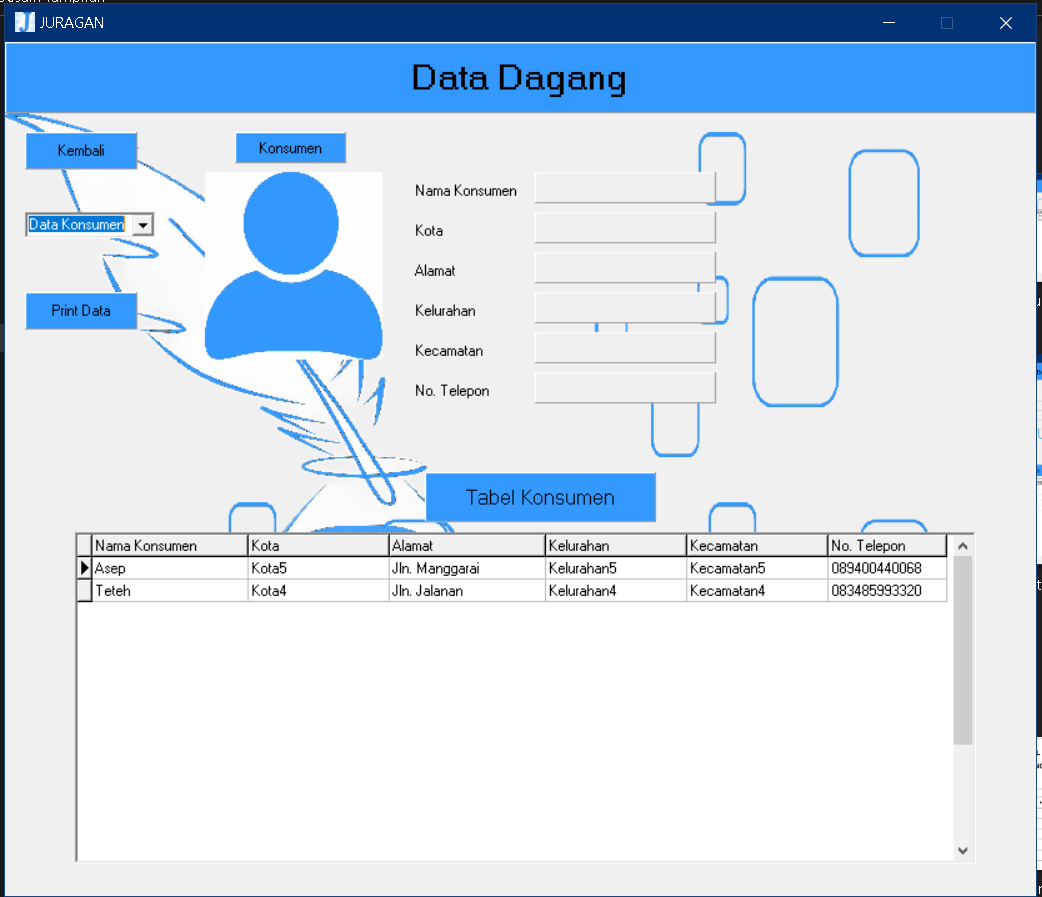 JURAGAN
Data Dagang
Kembali
Konsumen
Data Konsumen
Print Data
Nama Konsumen
Kota
Alamat
Kelurahan
Kecamatan
No. Telepon
Tabel Konsumen
Nama Konsumen Kota Alamat Kelurahan Kecamatan No. Telepon
Asep Kota5 Jln. Manggarai Kelurahan5 Kecamatan5 089400440068
Teteh Kota4 Jln. Jalanan Kelurahan4 Kecamatan4 083485993320